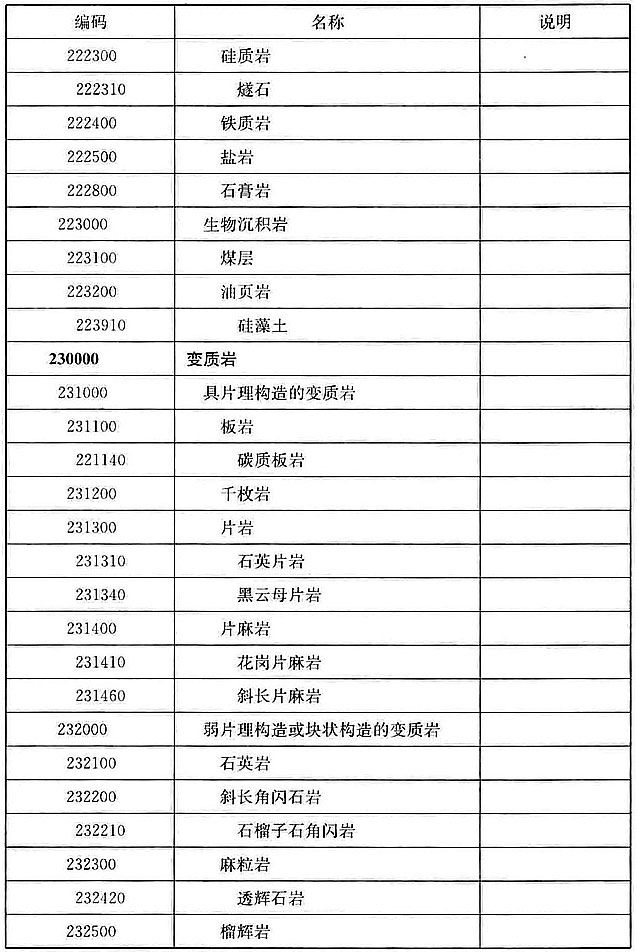 编码 名称 说明
222300 硅质岩
222310 燧石
222400 铁质岩
222500 盐岩
222800 石膏岩
223000 生物沉积岩
223100 煤层
223200 油页岩
223910 硅藻土
230000 变质岩
231000 具片理构造的变质岩
231100 板岩
221140 碳质板岩
231200 千枚岩
231300 片岩
231310 石英片岩
231340 黑云母片岩
231400 片麻岩
231410 花岗片麻岩
231460 斜长片麻岩
232000 弱片理构造或块状构造的变质岩
232100 石英岩
232200 斜长角闪石岩
232210 石榴子石角闪岩
232300 麻粒岩
232420 透辉石岩
232500 榴辉岩